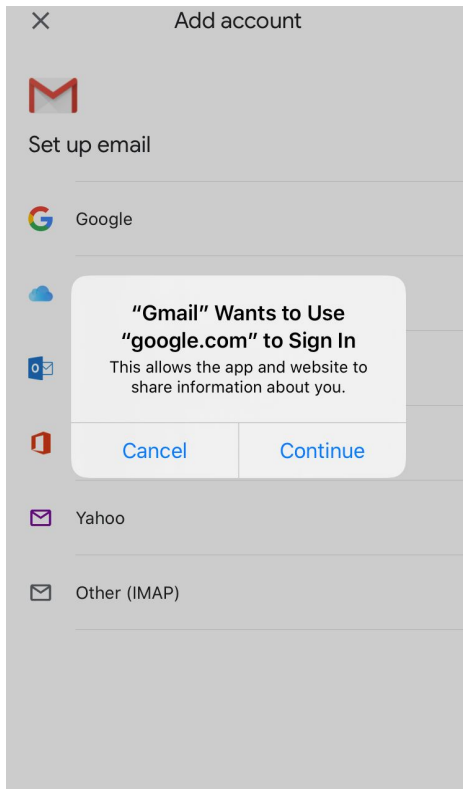 Add account
Set up email
Google
“Gmail” Wants to Use
“google.com” to Sign In
This allows the app and website to
share information about you.
Cancel
Continue
Yahoo
Other (IMAP)